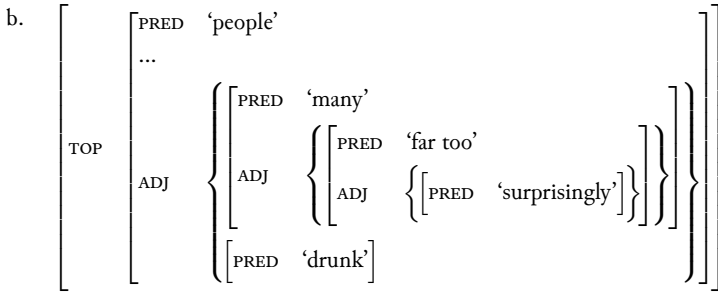 b.
PRED ‘people’
...
PRED ‘many’
PRED ‘far too’
TOP
ADJ
ADJ
ADJ { [PRED ‘surprisingly’] }
[PRED ‘drunk’]